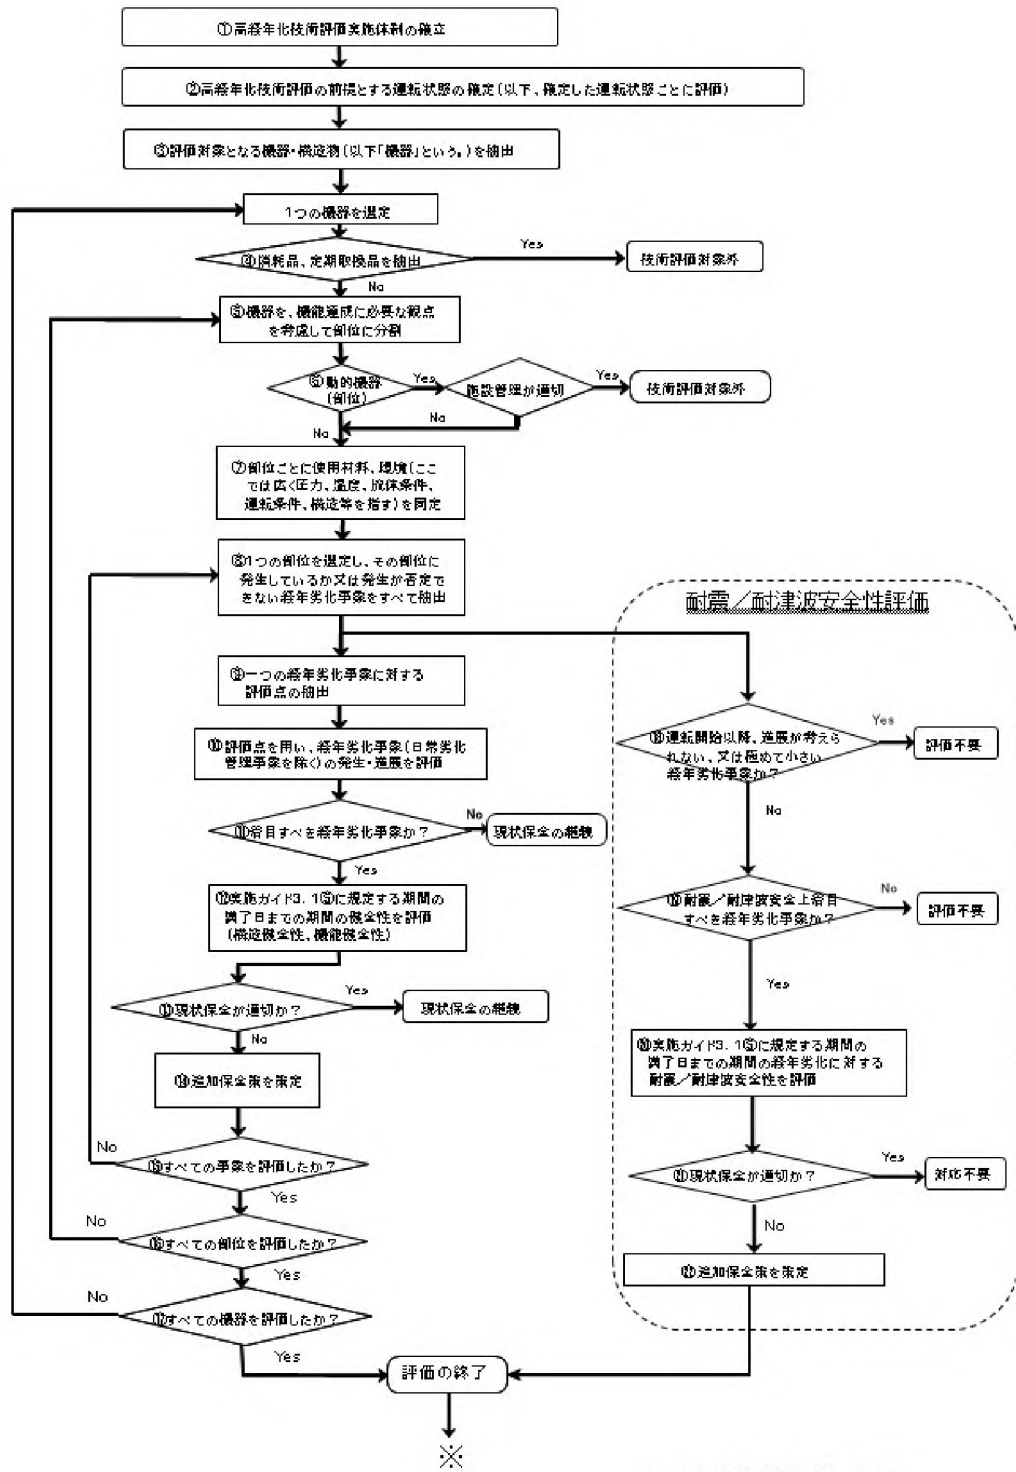 ①高経年化技術評価実施体制の確立
②高経年化技術評価の前提とする運転状態の確定(以下、確定した運転状態ごとに評価)
③評価対象となる機器・構造物(以下「機器」という。)を抽出
1つの機器を選定
④消耗品、定期取換品を抽出
Yes
技術評価対象外
No
⑤機器を、機能達成に必要な観点
を考慮して部位に分割
⑥動的機器
(部位)
Yes
施設管理が適切
Yes
技術評価対象外
No
No
⑦部位ごとに使用材料、環境(ここ
では広く圧力、温度、流体条件、
運転条件、構造等を指す)を同定
⑧1つの部位を選定し、その部位に
発生しているか又は発生が否定で
きない経年劣化事象をすべて抽出
⑨一つの経年劣化事象に対する
評価点の抽出
⑩評価点を用い、経年劣化事象(日常劣化
管理事象を除く)の発生・進展を評価
⑪着目すべき経年劣化事象か?
No
現状保全の継続
Yes
⑫実施ガイド3.1⑤に規定する期間の
満了日までの期間の健全性を評価
(構造健全性、機能健全性)
⑬現状保全が適切か?
Yes
現状保全の継続
No
⑭追加保全策を策定
⑮すべての事象を評価したか?
No
Yes
⑯すべての部位を評価したか?
No
Yes
⑰すべての機器を評価したか?
No
Yes
耐震/耐津波安全性評価
⑱運転開始以降、進展が考えら
れない、又は極めて小さい
経年劣化事象か?
Yes
評価不要
No
⑲耐震/耐津波安全上着目
すべき経年劣化事象か?
No
評価不要
Yes
⑳実施ガイド3.1⑤に規定する期間の
満了日までの期間の経年劣化に対する
耐震/耐津波安全性を評価
㉑現状保全が適切か?
Yes
対応不要
No
㉒追加保全策を策定
評価の終了
※